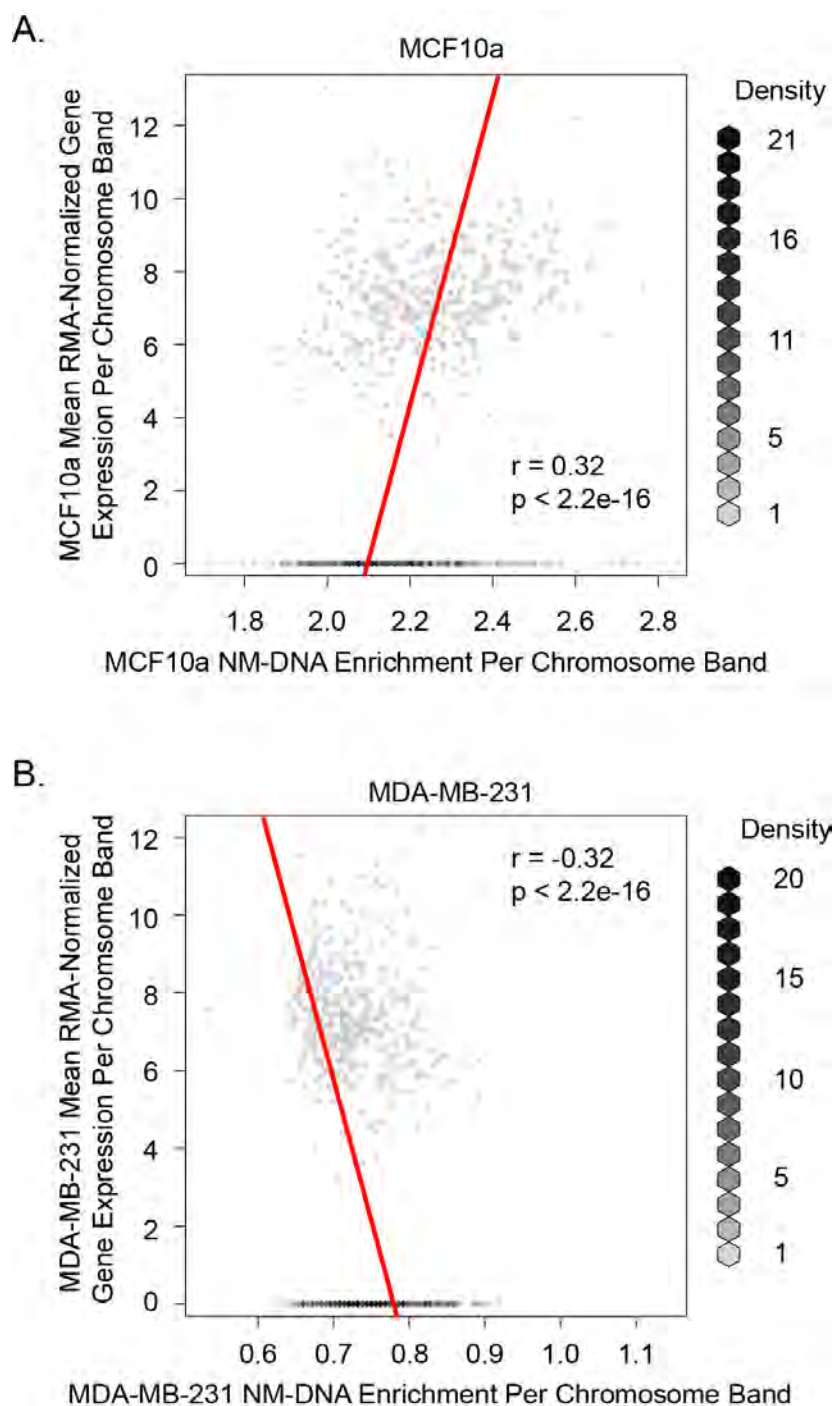 A.
MCF10a
MCF10a Mean RMA-Normalized Gene
Expression Per Chromosome Band
12
10
8
6
4
2
0
r = 0.32
p < 2.2e-16
1.8 2.0 2.2 2.4 2.6 2.8
MCF10a NM-DNA Enrichment Per Chromosome Band
Density
21
16
11
5
1
B.
MDA-MB-231
MDA-MB-231 Mean RMA-Normalized
Gene Expression Per Chromsome Band
12
10
8
6
4
2
0
r = -0.32
p < 2.2e-16
0.6 0.7 0.8 0.9 1.0 1.1
MDA-MB-231 NM-DNA Enrichment Per Chromosome Band
Density
20
15
10
5
1